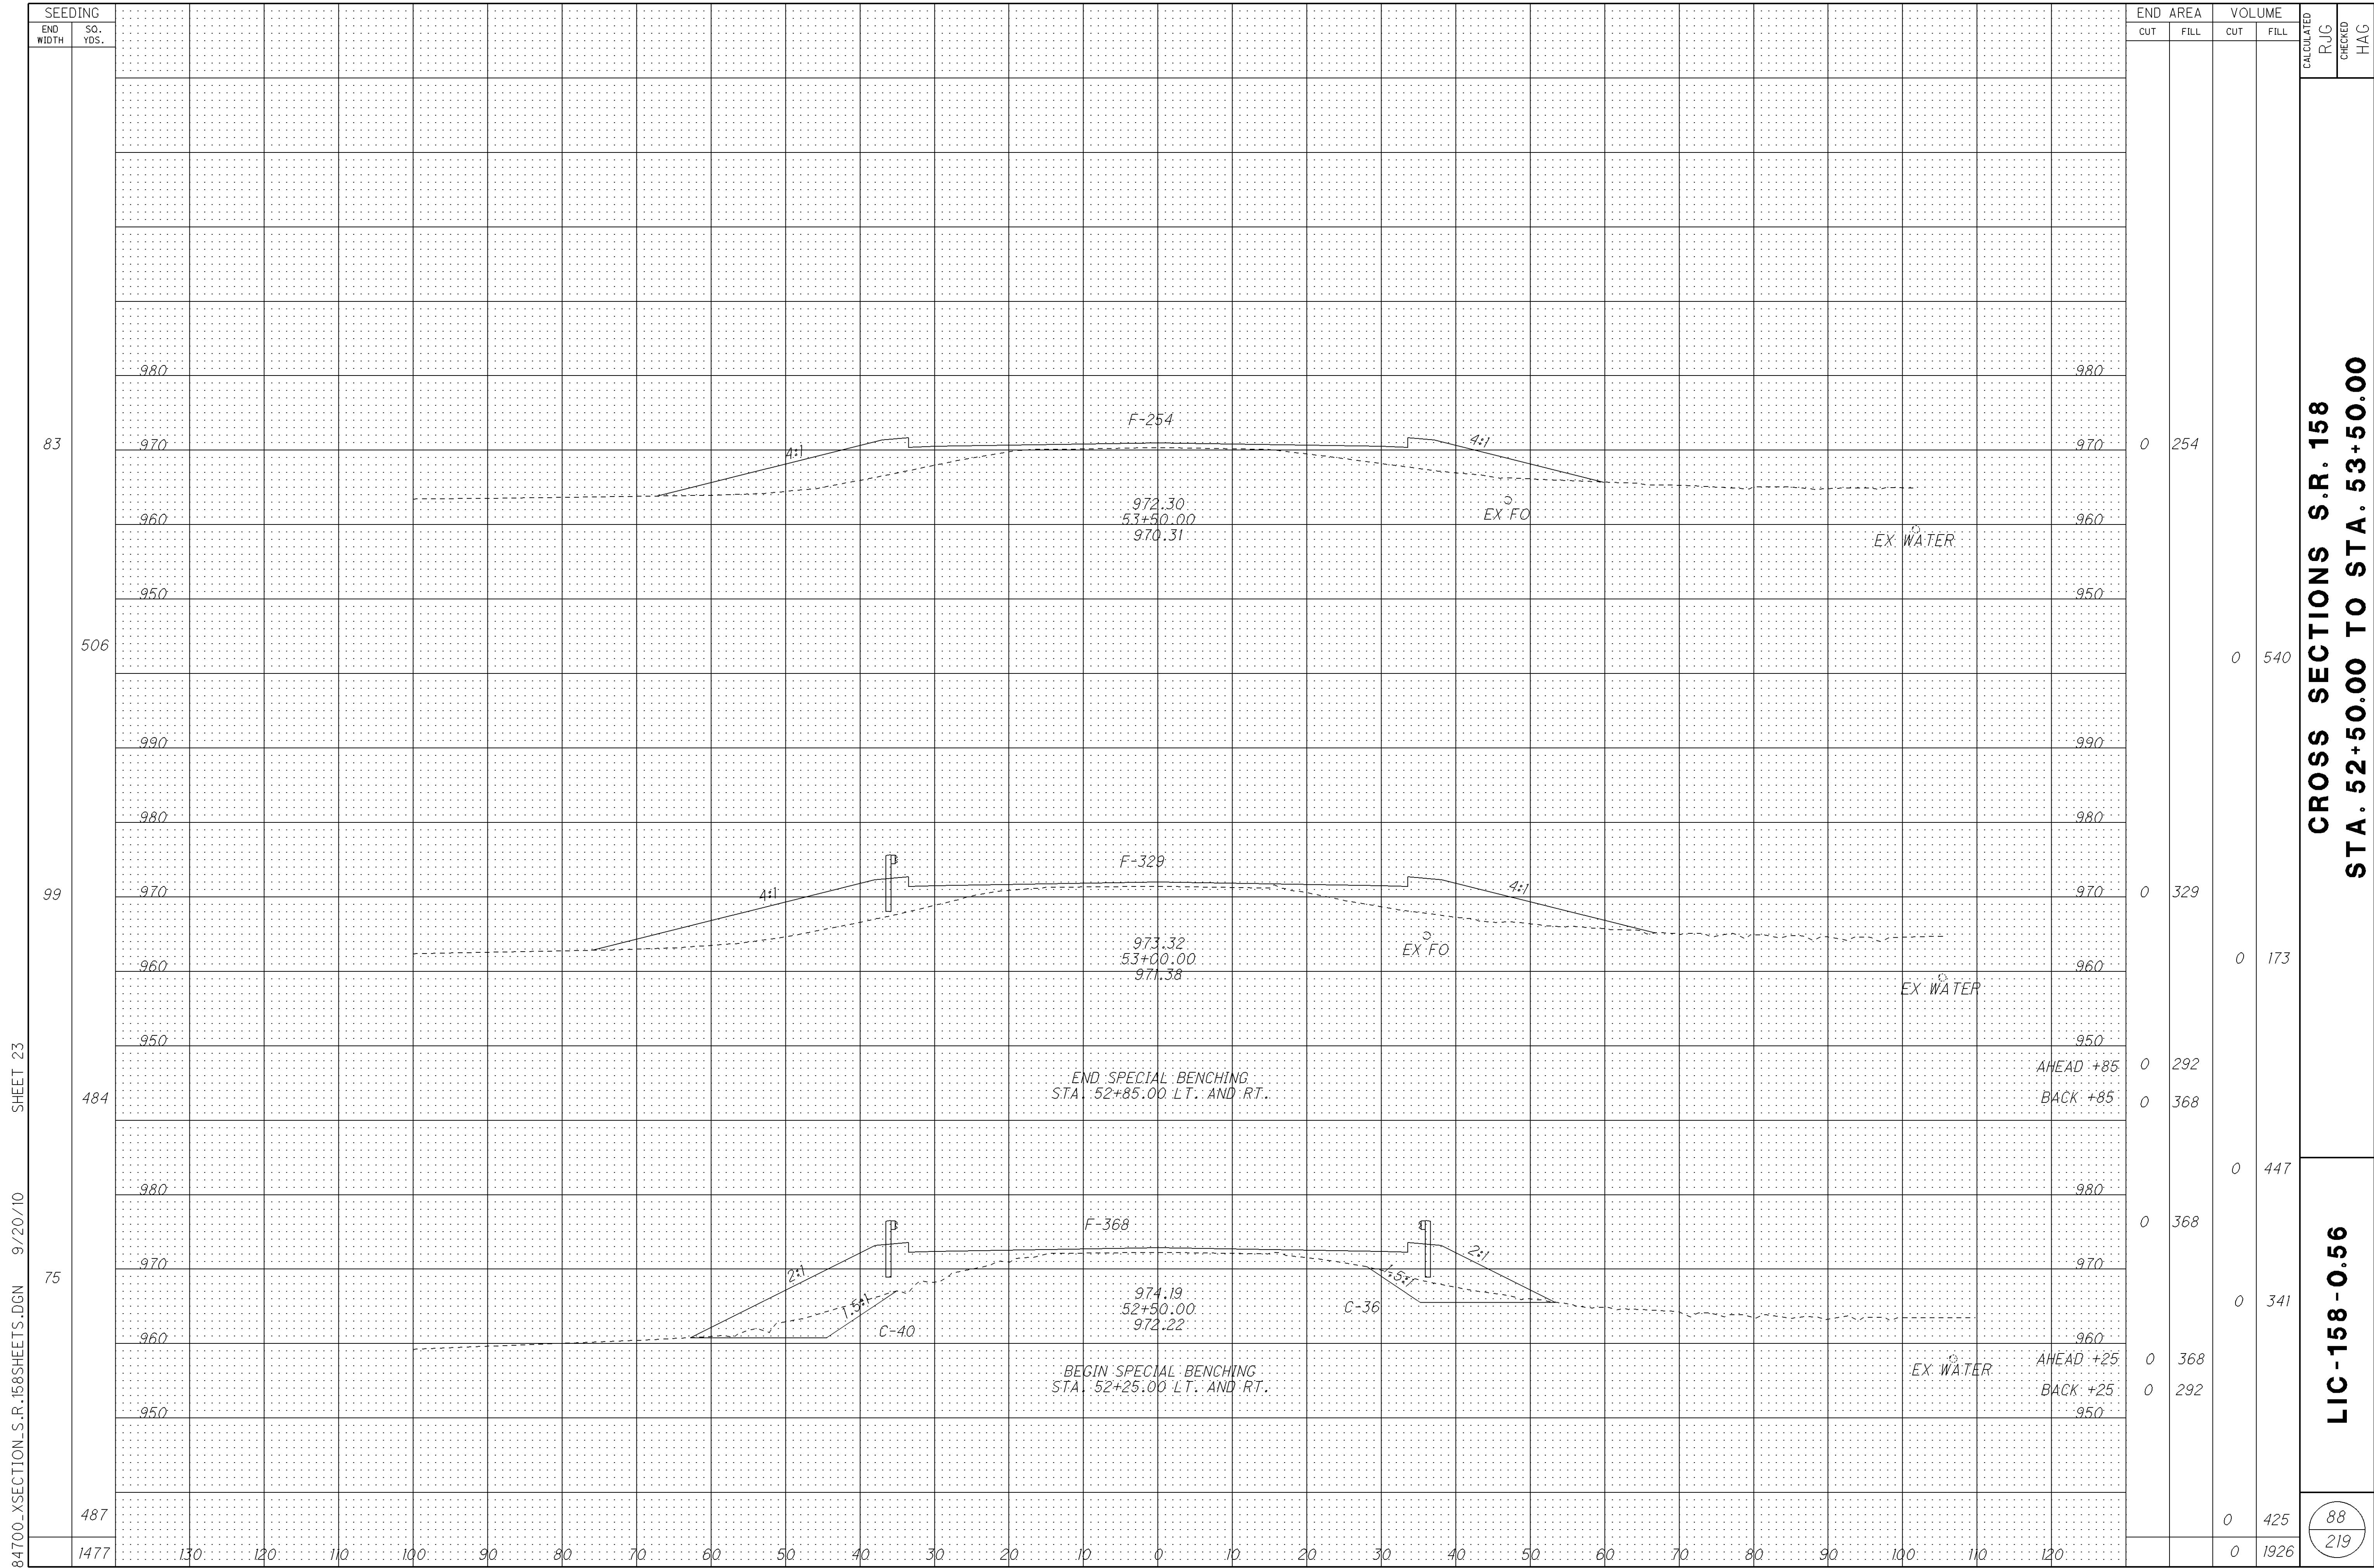 SEEDING
END WIDTH
SQ. YDS.
END AREA
VOLUME
CUT
FILL
CUT
FILL
CALCULATED
RJG
CHECKED
HAG
980
980
F-254
83
970
4:1
4:1
970
0
254
972.30
960
53+50.00
EX FO
960
970.31
EX WATER
950
950
506
0
540
990
990
980
980
F-329
99
970
4:1
4:1
970
0
329
973.32
EX FO
960
53+00.00
960
0
173
971.38
EX WATER
950
950
END SPECIAL BENCHING
AHEAD +85
0
292
STA. 52+85.00 LT. AND RT.
484
BACK +85
0
368
0
447
980
980
F-368
0
368
75
970
2:1
1.5:1
2:1
1.5:1
970
974.19
52+50.00
972.22
C-40
C-36
0
341
960
960
BEGIN SPECIAL BENCHING
EX WATER
AHEAD +25
0
368
STA. 52+25.00 LT. AND RT.
BACK +25
0
292
950
950
487
0
425
1477
130
120
110
100
90
80
70
60
50
40
30
20
10
0
10
20
30
40
50
60
70
80
90
100
110
120
0
1926
CROSS SECTIONS S.R. 158
STA. 52+50.00 TO STA. 53+50.00
LIC-158-0.56
88
219
84700_XSECTION_S.R.158SHEETS.DGN 9/20/10 SHEET 23